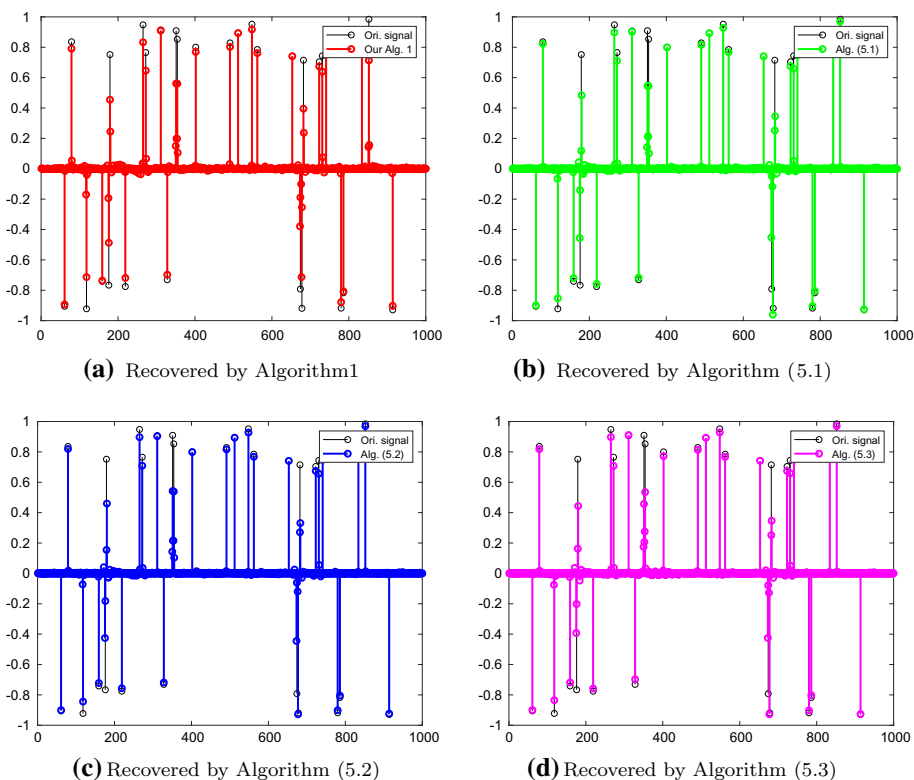 1
0.8
0.6
0.4
0.2
0
-0.2
-0.4
-0.6
-0.8
-1
0 200 400 600 800 1000
Ori. signal
Our Alg. 1
(a) Recovered by Algorithm1
1
0.8
0.6
0.4
0.2
0
-0.2
-0.4
-0.6
-0.8
-1
0 200 400 600 800 1000
Ori. signal
Alg. (5.1)
(b) Recovered by Algorithm (5.1)
1
0.8
0.6
0.4
0.2
0
-0.2
-0.4
-0.6
-0.8
-1
0 200 400 600 800 1000
Ori. signal
Alg. (5.2)
(c) Recovered by Algorithm (5.2)
1
0.8
0.6
0.4
0.2
0
-0.2
-0.4
-0.6
-0.8
-1
0 200 400 600 800 1000
Ori. signal
Alg. (5.3)
(d) Recovered by Algorithm (5.3)